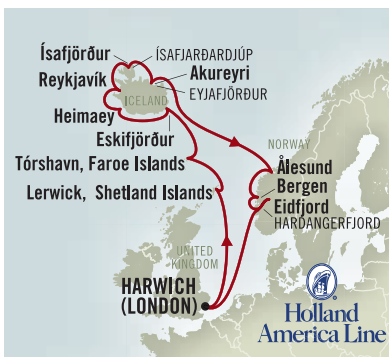 Ísafjörður
ÍSAFJARÐARDJÚP
Reykjavík
Akureyri
EYJAFJÖRÐUR
ICELAND
Heimaey
Eskifjörður
NORWAY
Tórshavn, Faroe Islands
Ålesund
Lerwick, Shetland Islands
Bergen
Eidfjord
HARDANGERFJORD
UNITED
KINGDOM
HARWICH
(LONDON)
Holland
America Line